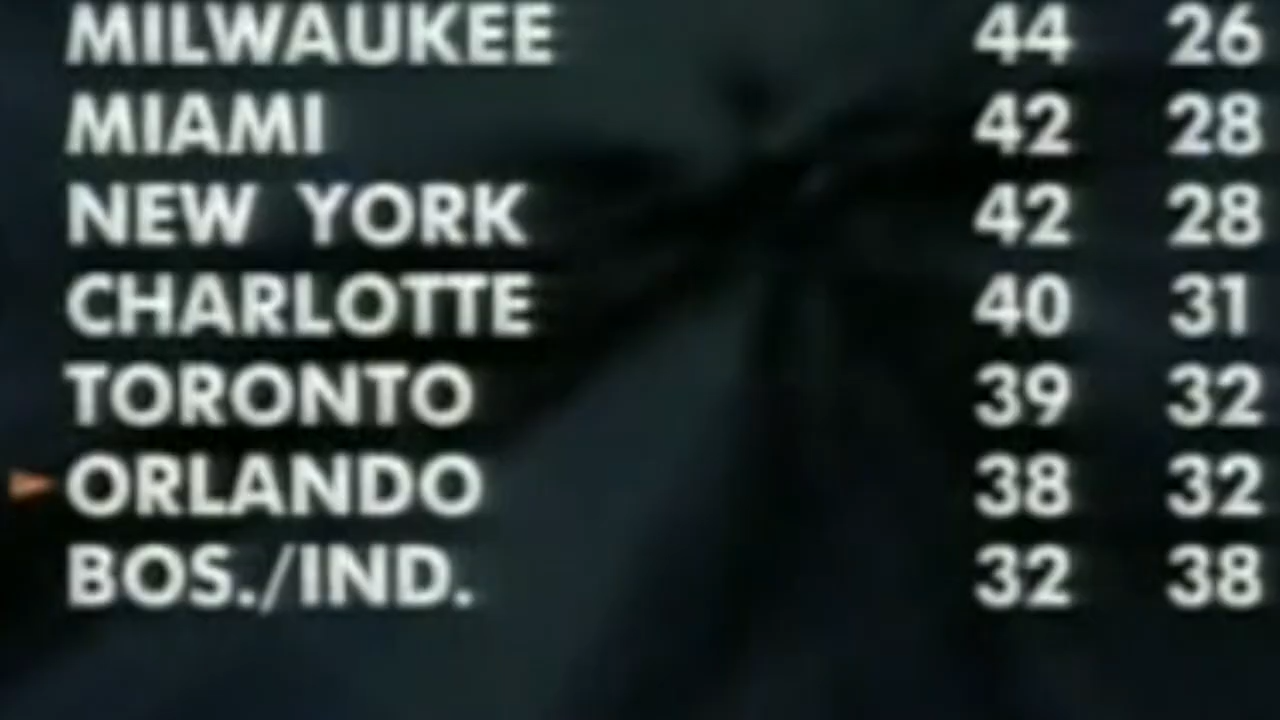 MILWAUKEE 44 26
MIAMI 42 28
NEW YORK 42 28
CHARLOTTE 40 31
TORONTO 39 32
ORLANDO 38 32
BOS./IND. 32 38